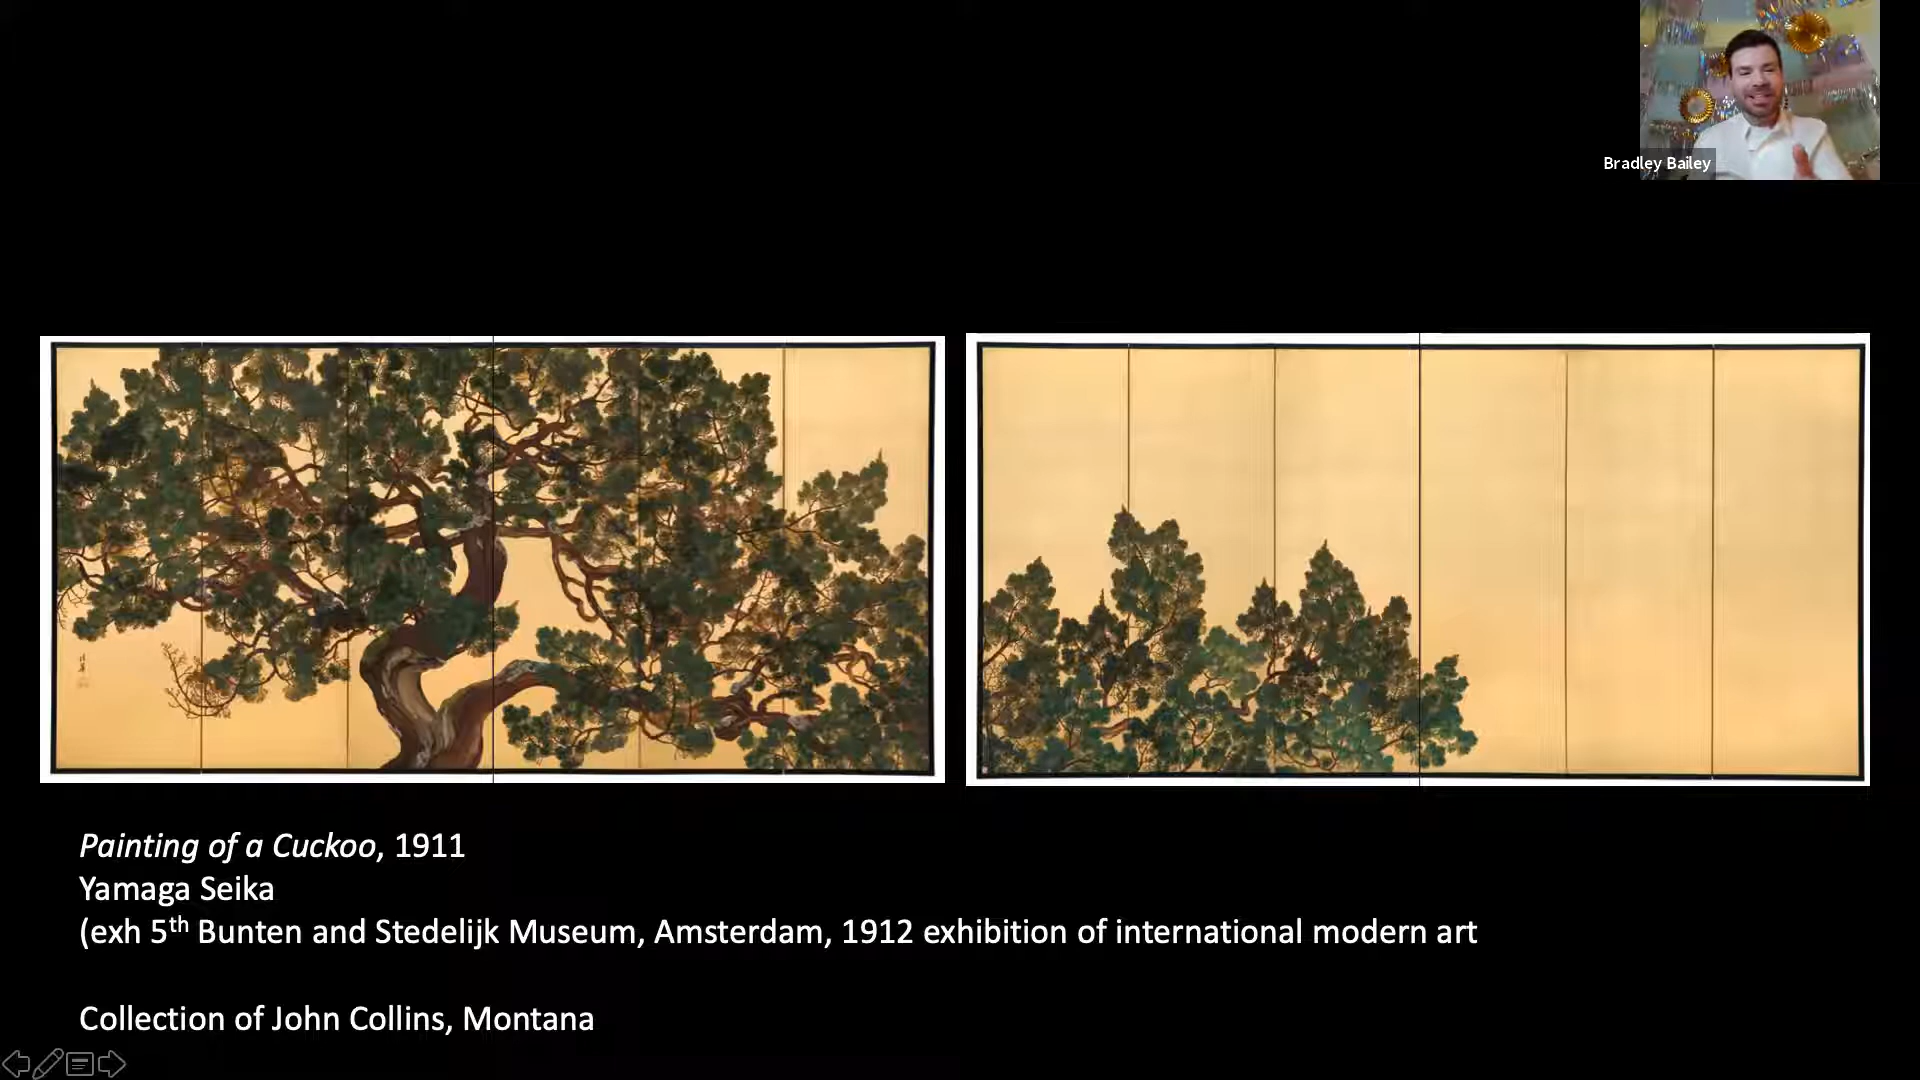 Bradley Bailey
Painting of a Cuckoo, 1911
Yamaga Seika
(exh 5th Bunten and Stedelijk Museum, Amsterdam, 1912 exhibition of international modern art
Collection of John Collins, Montana